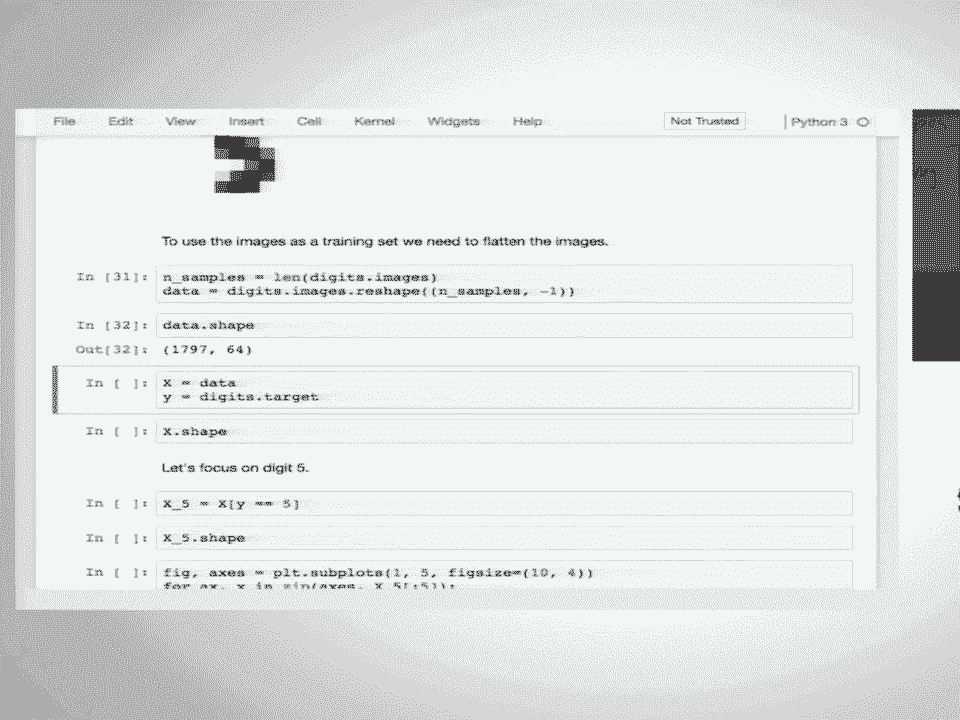 File Edit View Insert Cell Kernel Widgets Help Not Trusted Python 3
To use the images as a training set we need to flatten the images.
In [31]: n_samples = len(digits.images)
data = digits.images.reshape((n_samples, -1))
In [32]: data.shape
Out[32]: (1797, 64)
In [ ]: X = data
y = digits.target
In [ ]: X.shape
Let's focus on digit 5.
In [ ]: X_5 = X[y == 5]
In [ ]: X_5.shape
In [ ]: fig, axes = plt.subplots(1, 5, figsize=(10, 4))
for ax, x in zip(axes, X_5[:5]):